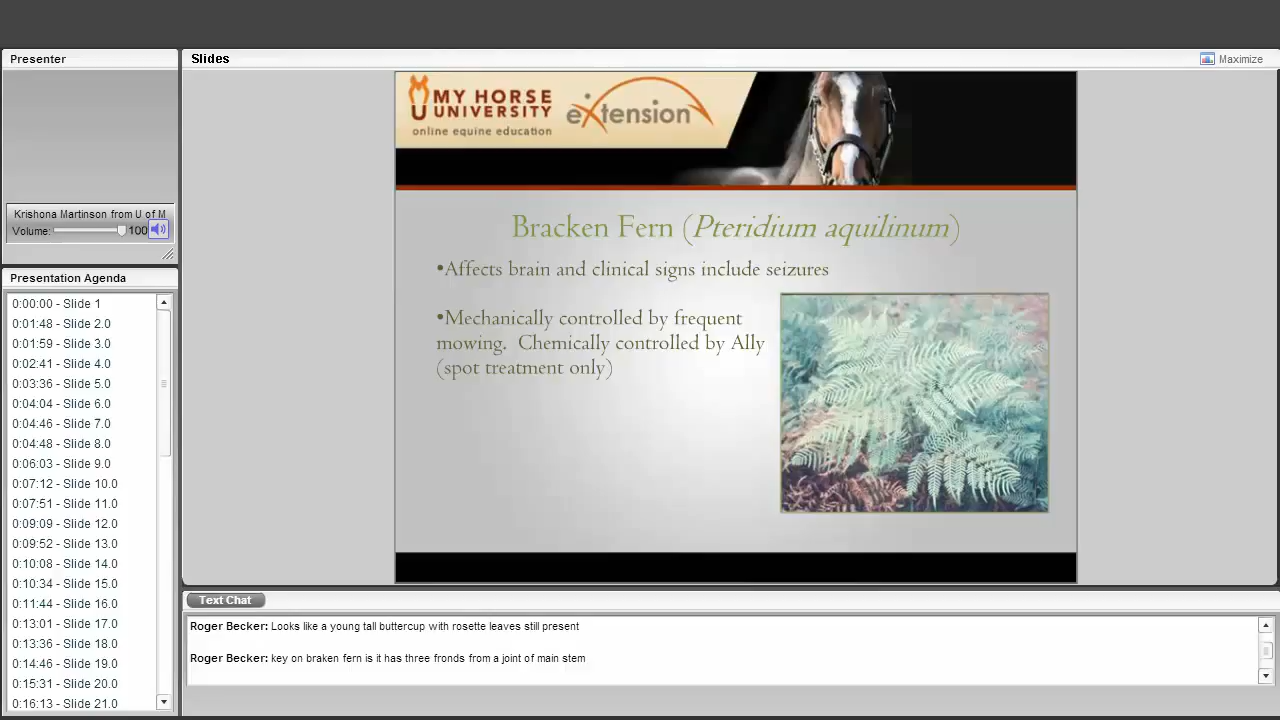 Presenter
Krishona Martinson from U of M
Volume: 100
Presentation Agenda
0:00:00 - Slide 1
0:01:48 - Slide 2.0
0:01:59 - Slide 3.0
0:02:41 - Slide 4.0
0:03:36 - Slide 5.0
0:04:04 - Slide 6.0
0:04:46 - Slide 7.0
0:04:48 - Slide 8.0
0:06:03 - Slide 9.0
0:07:12 - Slide 10.0
0:07:51 - Slide 11.0
0:09:09 - Slide 12.0
0:09:52 - Slide 13.0
0:10:08 - Slide 14.0
0:10:34 - Slide 15.0
0:11:44 - Slide 16.0
0:13:01 - Slide 17.0
0:13:36 - Slide 18.0
0:14:46 - Slide 19.0
0:15:31 - Slide 20.0
0:16:13 - Slide 21.0
Slides
Maximize
MY HORSE
UNIVERSITY
online equine education
eXtension
Bracken Fern (Pteridium aquilinum)
•Affects brain and clinical signs include seizures
•Mechanically controlled by frequent
mowing.  Chemically controlled by Ally
(spot treatment only)
Text Chat
Roger Becker: Looks like a young tall buttercup with rosette leaves still present
Roger Becker: key on braken fern is it has three fronds from a joint of main stem